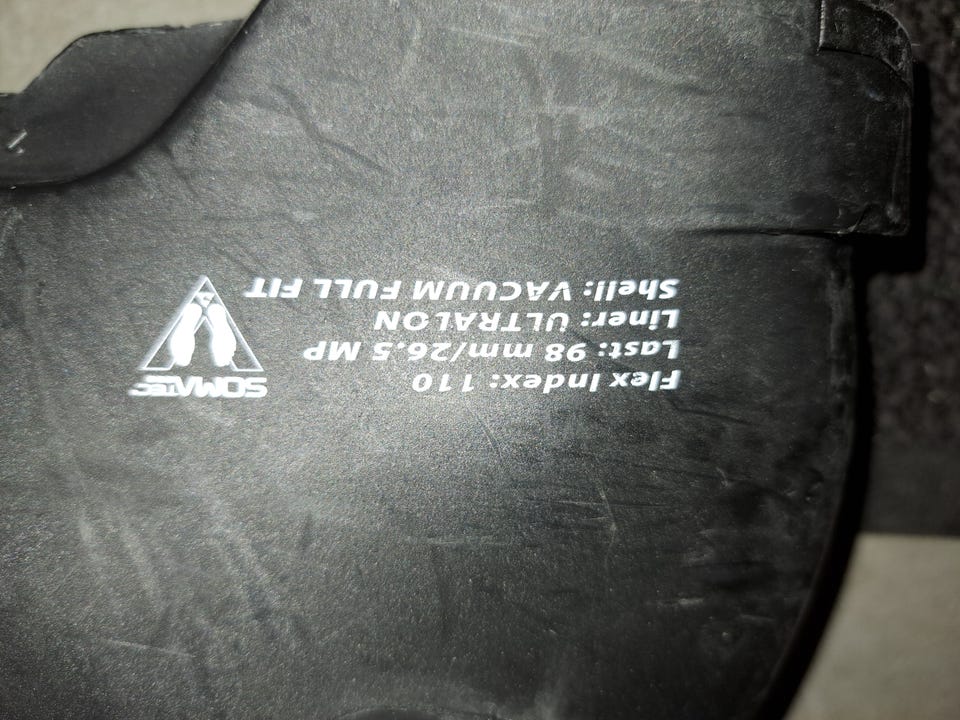 Flex Index: 110
Last: 98 mm/26.5 MP
Liner: ULTRALON
Shell: VACUUM FULL FIT
SOMATEC